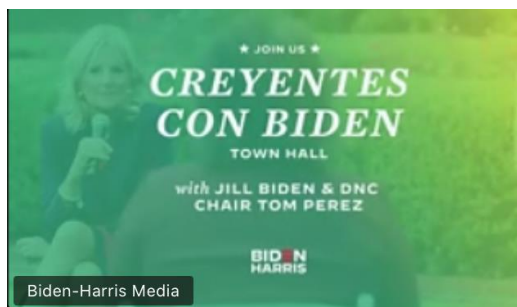 ★ JOIN US ★
CREYENTES
CON BIDEN
TOWN HALL
with JILL BIDEN & DNC
CHAIR TOM PEREZ
BIDEN
HARRIS
Biden-Harris Media